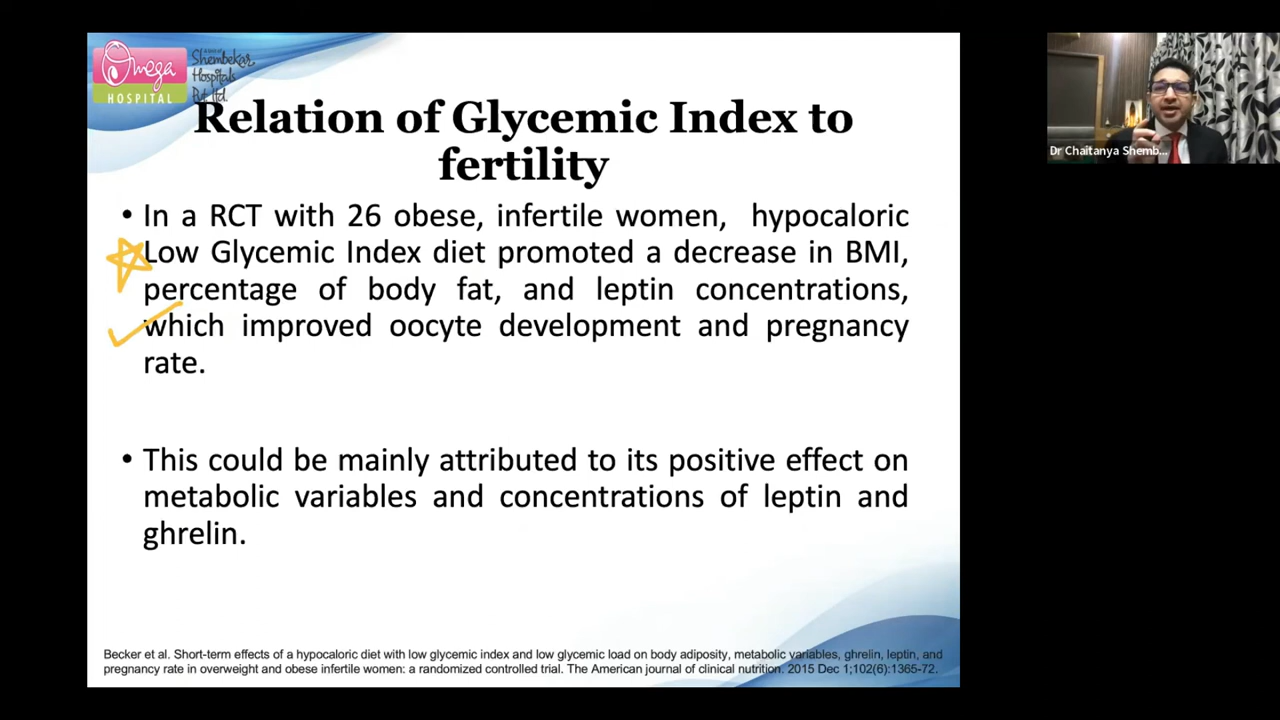 Omega
HOSPITAL
A Unit of
Shembekar
Hospitals
Pvt. Ltd.
Relation of Glycemic Index to
fertility
• In a RCT with 26 obese, infertile women, hypocaloric
Low Glycemic Index diet promoted a decrease in BMI,
percentage of body fat, and leptin concentrations,
which improved oocyte development and pregnancy
rate.
• This could be mainly attributed to its positive effect on
metabolic variables and concentrations of leptin and
ghrelin.
Becker et al. Short-term effects of a hypocaloric diet with low glycemic index and low glycemic load on body adiposity, metabolic variables, ghrelin, leptin, and
pregnancy rate in overweight and obese infertile women: a randomized controlled trial. The American journal of clinical nutrition. 2015 Dec 1;102(6):1365-72.
Dr Chaitanya Shemb...